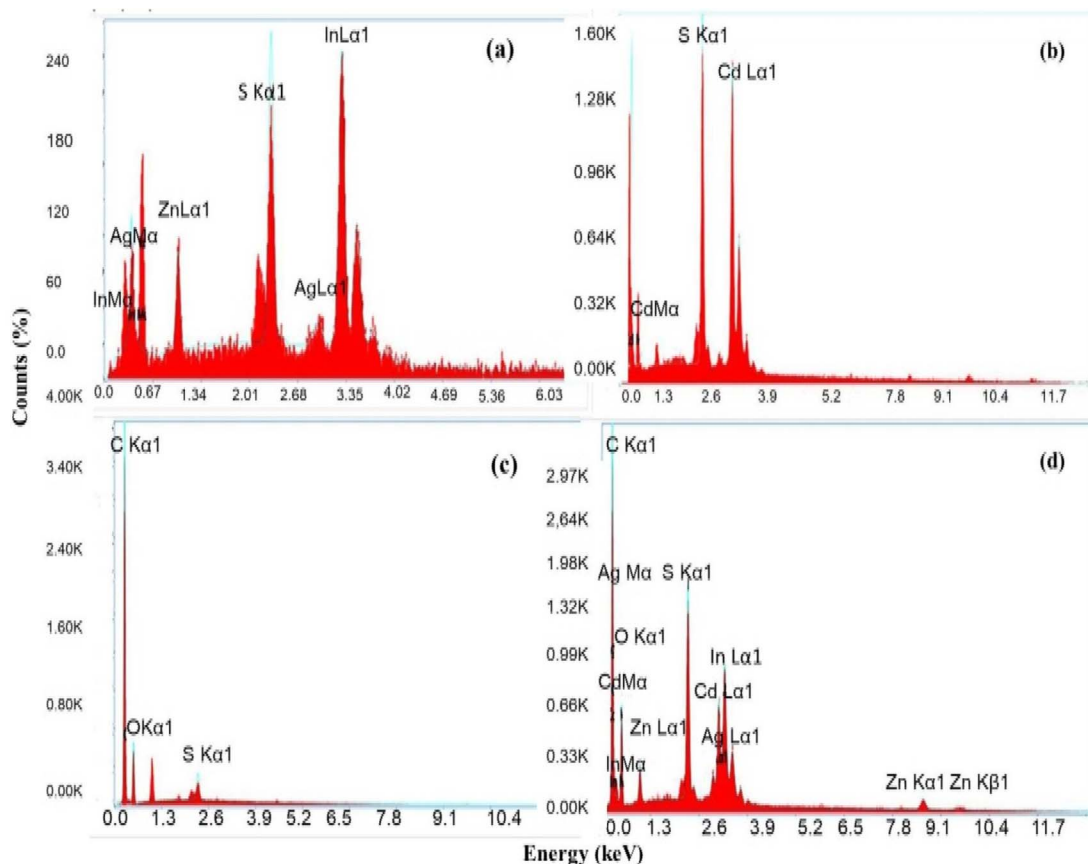 (a)
InLα1
S Kα1
ZnLα1
AgMα
AgLα1
InMα
240
180
120
60
0.0
0.0 0.67 1.34 2.01 2.68 3.35 4.02 4.69 5.36 6.03
(b)
S Kα1
Cd Lα1
CdMα
1.60K
1.28K
0.96K
0.64K
0.32K
0.00K
0.0 1.3 2.6 3.9 5.2 6.5 7.8 9.1 10.4 11.7
Counts (%)
(c)
C Kα1
OKα1
S Kα1
4.00K
3.40K
2.40K
1.60K
0.80K
0.00K
0.0 1.3 2.6 3.9 5.2 6.5 7.8 9.1 10.4
(d)
C Kα1
Ag Mα
S Kα1
O Kα1
In Lα1
CdMα
Cd Lα1
Zn Lα1
Ag Lα1
InMα
Zn Kα1 Zn Kβ1
2.97K
2,64K
1.98K
1.32K
0.99K
0.66K
0.33K
0.00K
0.0 1.3 2.6 3.9 5.2 6.5 7.8 9.1 10.4 11.7
Energy (keV)